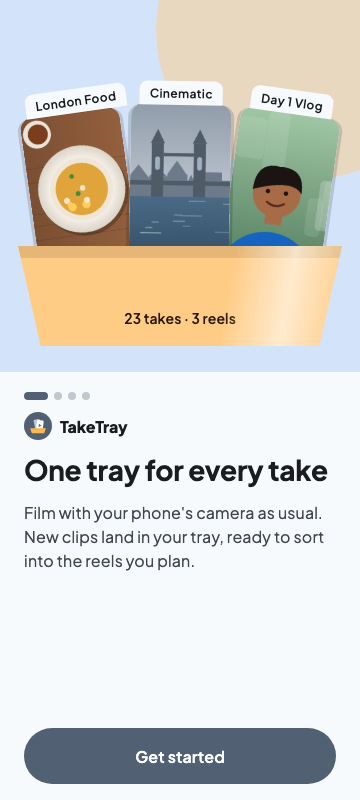 London Food
Cinematic
Day 1 Vlog
23 takes · 3 reels
TakeTray
One tray for every take
Film with your phone's camera as usual.
New clips land in your tray, ready to sort
into the reels you plan.
Get started